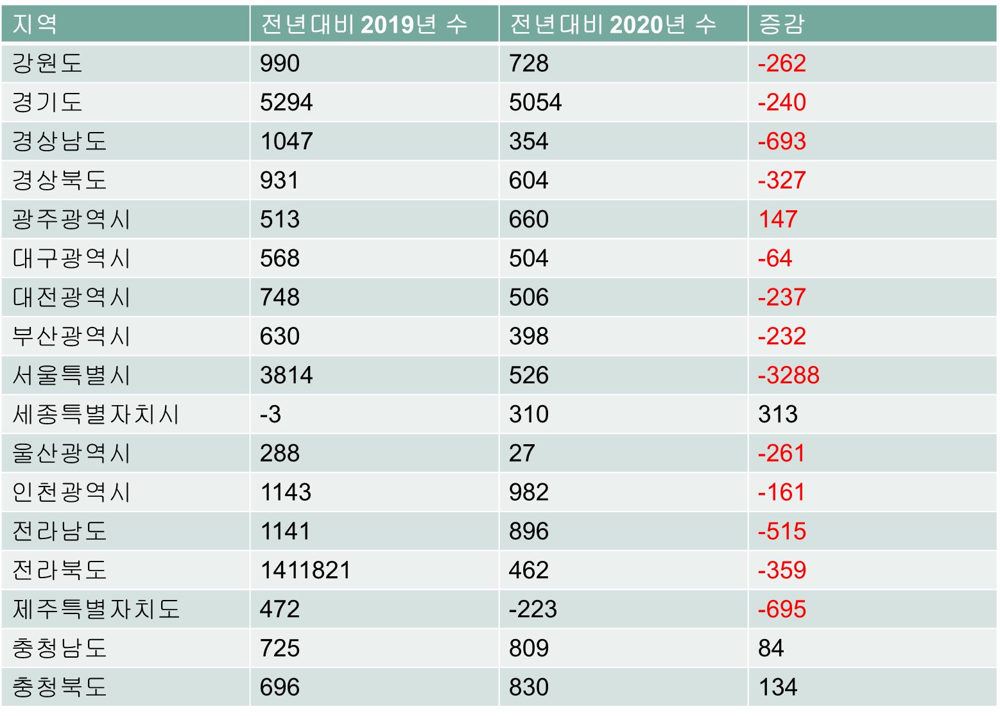 지역 전년대비 2019년 수 전년대비 2020년 수 증감
강원도 990 728 -262
경기도 5294 5054 -240
경상남도 1047 354 -693
경상북도 931 604 -327
광주광역시 513 660 147
대구광역시 568 504 -64
대전광역시 748 506 -237
부산광역시 630 398 -232
서울특별시 3814 526 -3288
세종특별자치시 -3 310 313
울산광역시 288 27 -261
인천광역시 1143 982 -161
전라남도 1141 896 -515
전라북도 1411821 462 -359
제주특별자치도 472 -223 -695
충청남도 725 809 84
충청북도 696 830 134